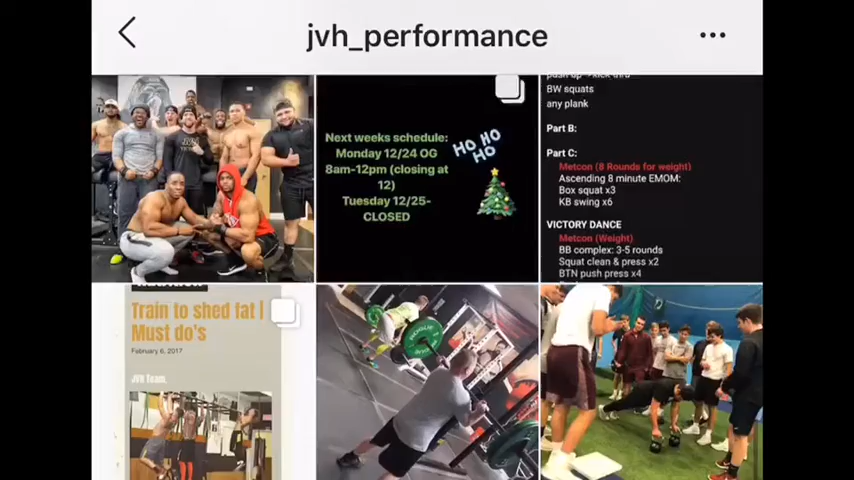 jvh_performance
Next weeks schedule:
Monday 12/24 OG
8am-12pm (closing at
12)
Tuesday 12/25-
CLOSED
HO HO
HO
BW squats
any plank
Part B:
Part C:
Metcon (8 Rounds for weight)
Ascending 8 minute EMOM:
Box squat x3
KB swing x6
VICTORY DANCE
Metcon (Weight)
BB complex: 3-5 rounds
Squat clean & press x2
BTN push press x4
Train to shed fat |
Must do's
February 6, 2017
JVH Team,